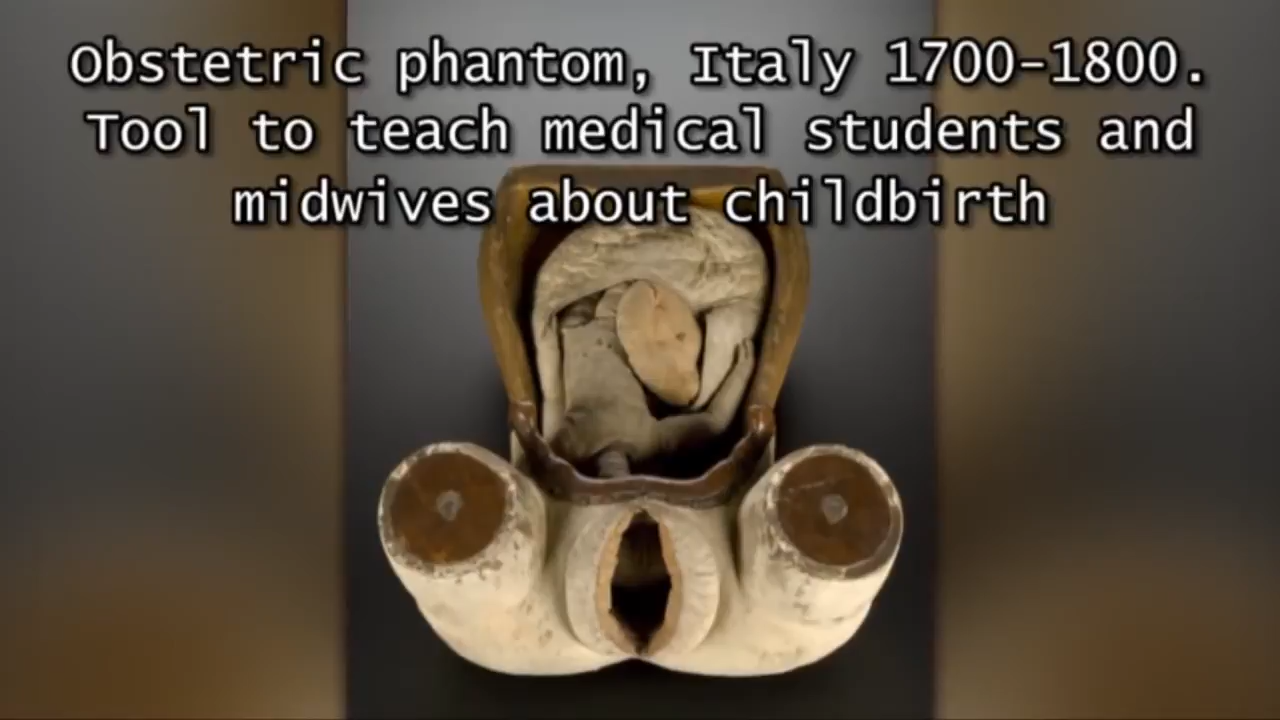 Obstetric phantom, Italy 1700-1800.
Tool to teach medical students and
midwives about childbirth